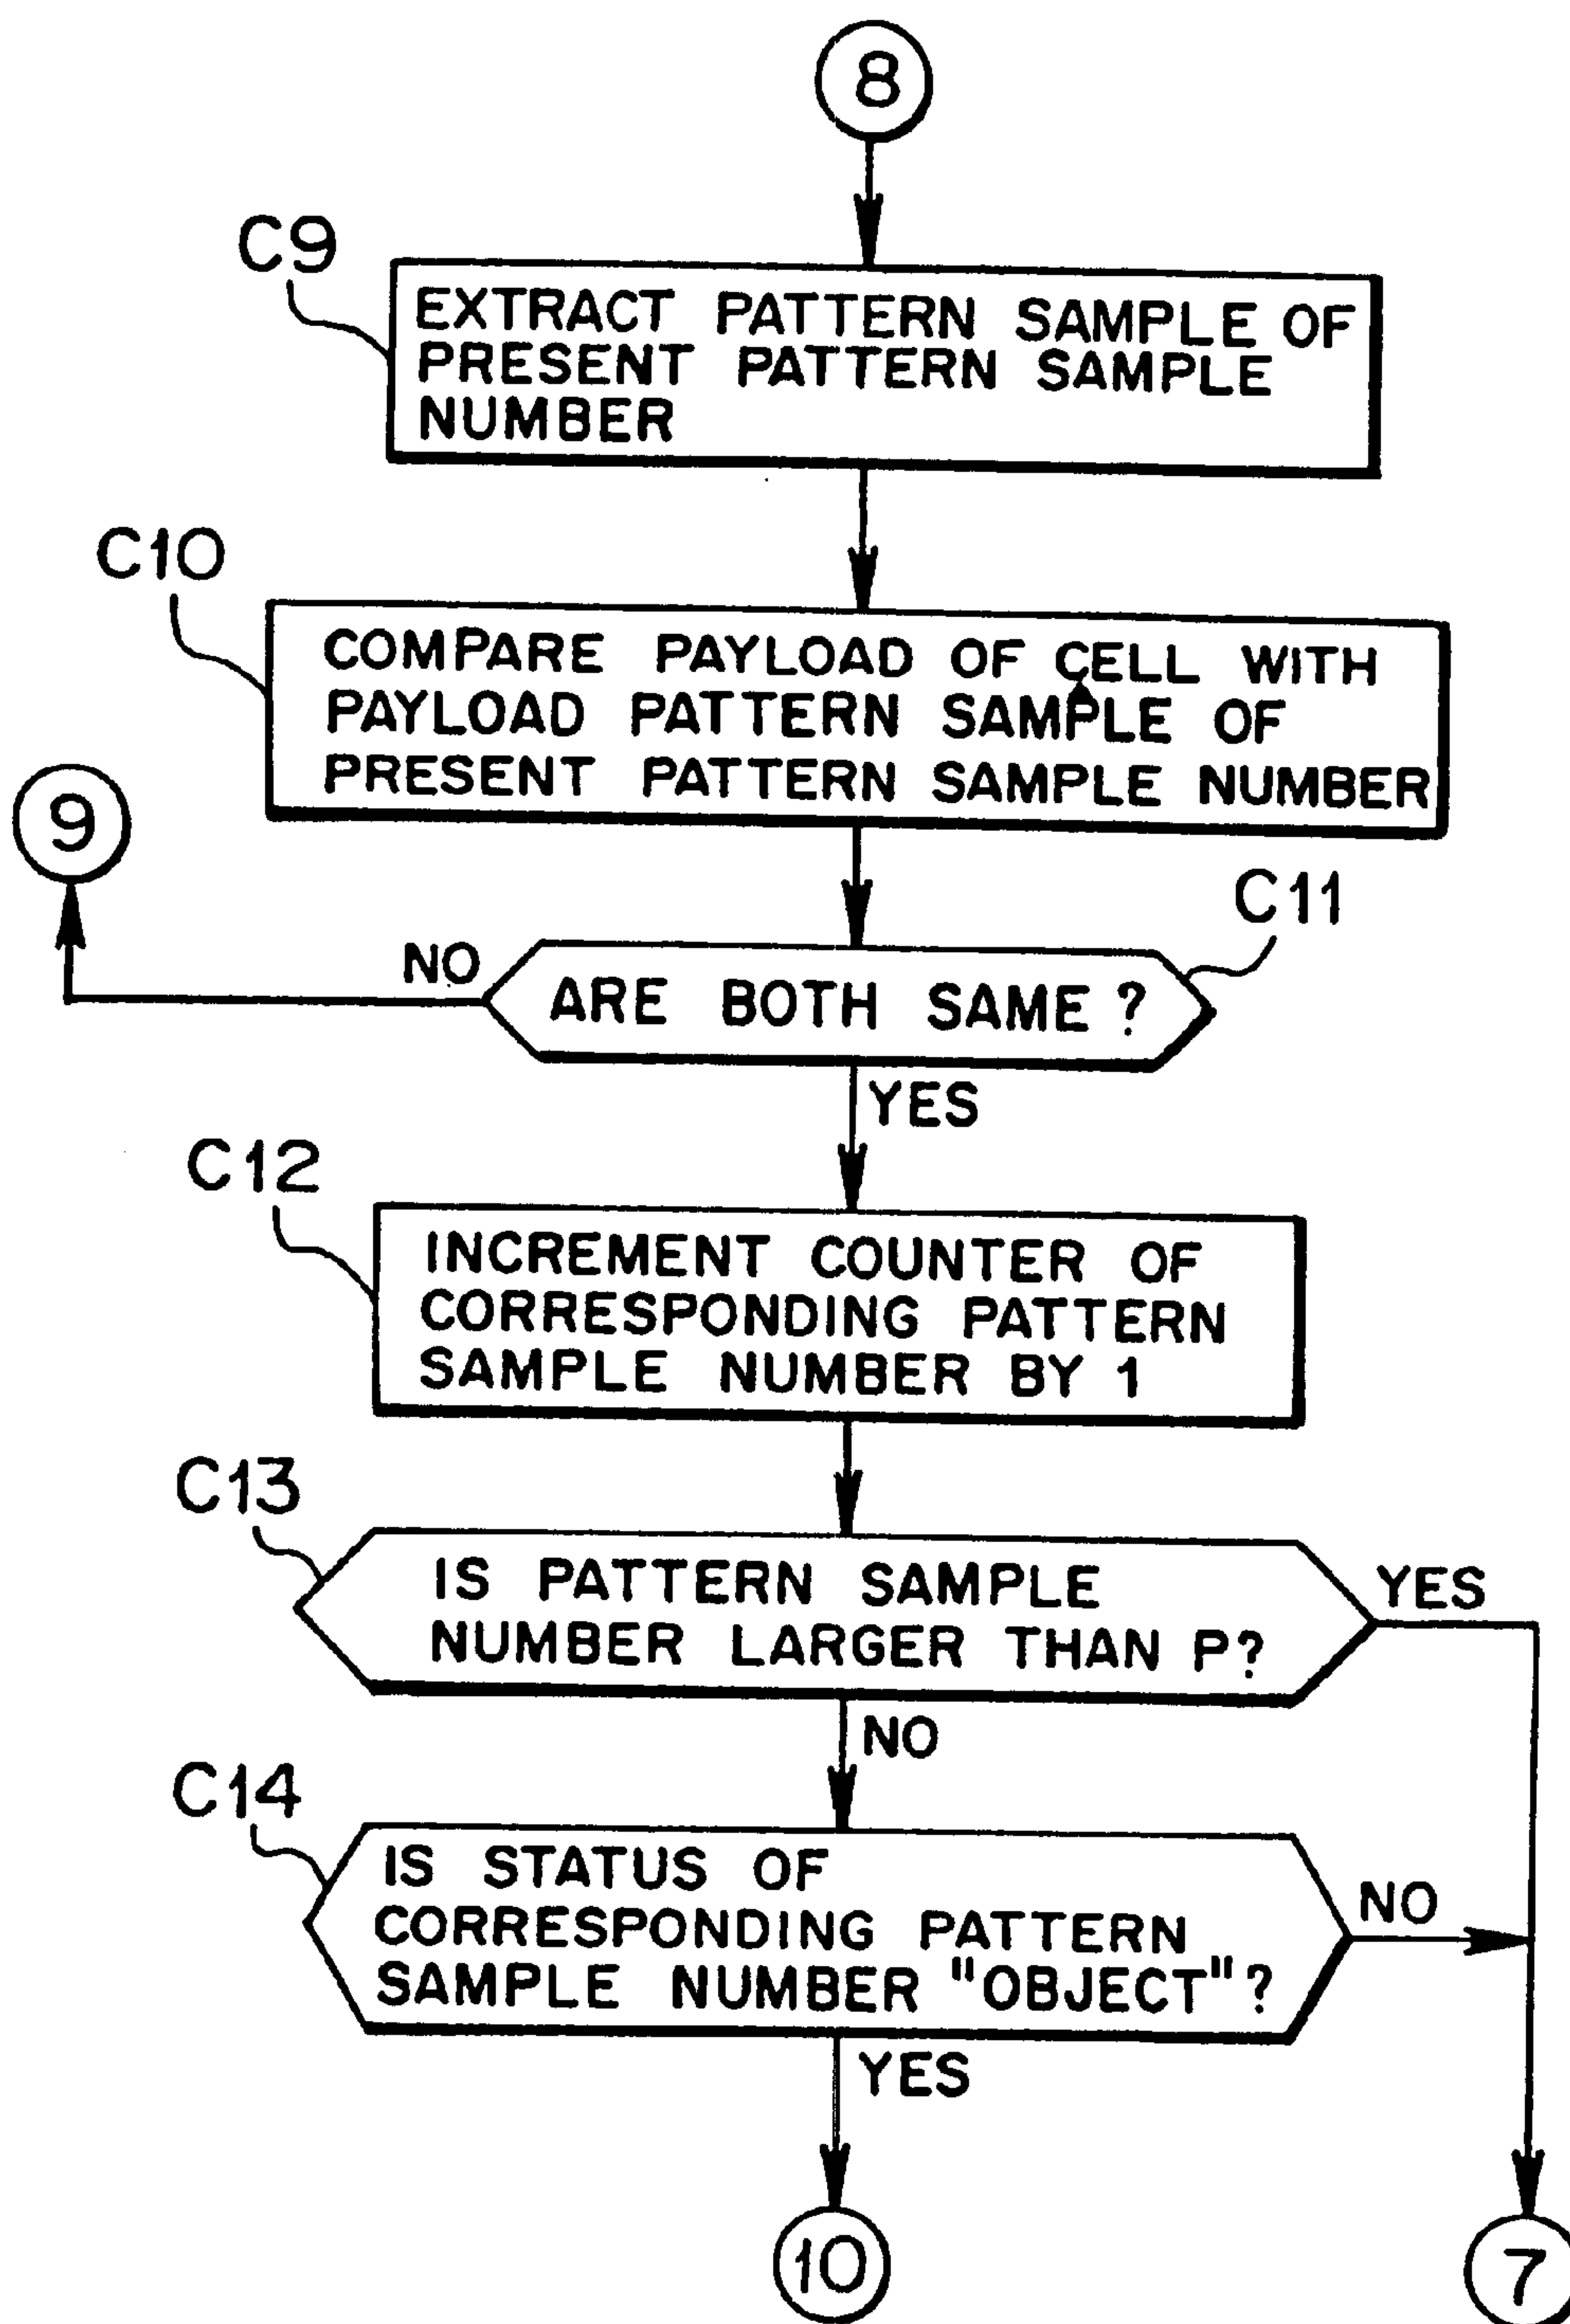 8
C9
EXTRACT PATTERN SAMPLE OF
PRESENT PATTERN SAMPLE
NUMBER
C10
COMPARE PAYLOAD OF CELL WITH
PAYLOAD PATTERN SAMPLE OF
PRESENT PATTERN SAMPLE NUMBER
9
C11
NO
ARE BOTH SAME ?
YES
C12
INCREMENT COUNTER OF
CORRESPONDING PATTERN
SAMPLE NUMBER BY 1
C13
IS PATTERN SAMPLE
NUMBER LARGER THAN P?
YES
NO
C14
IS STATUS OF
CORRESPONDING PATTERN
SAMPLE NUMBER "OBJECT"?
NO
YES
10
7